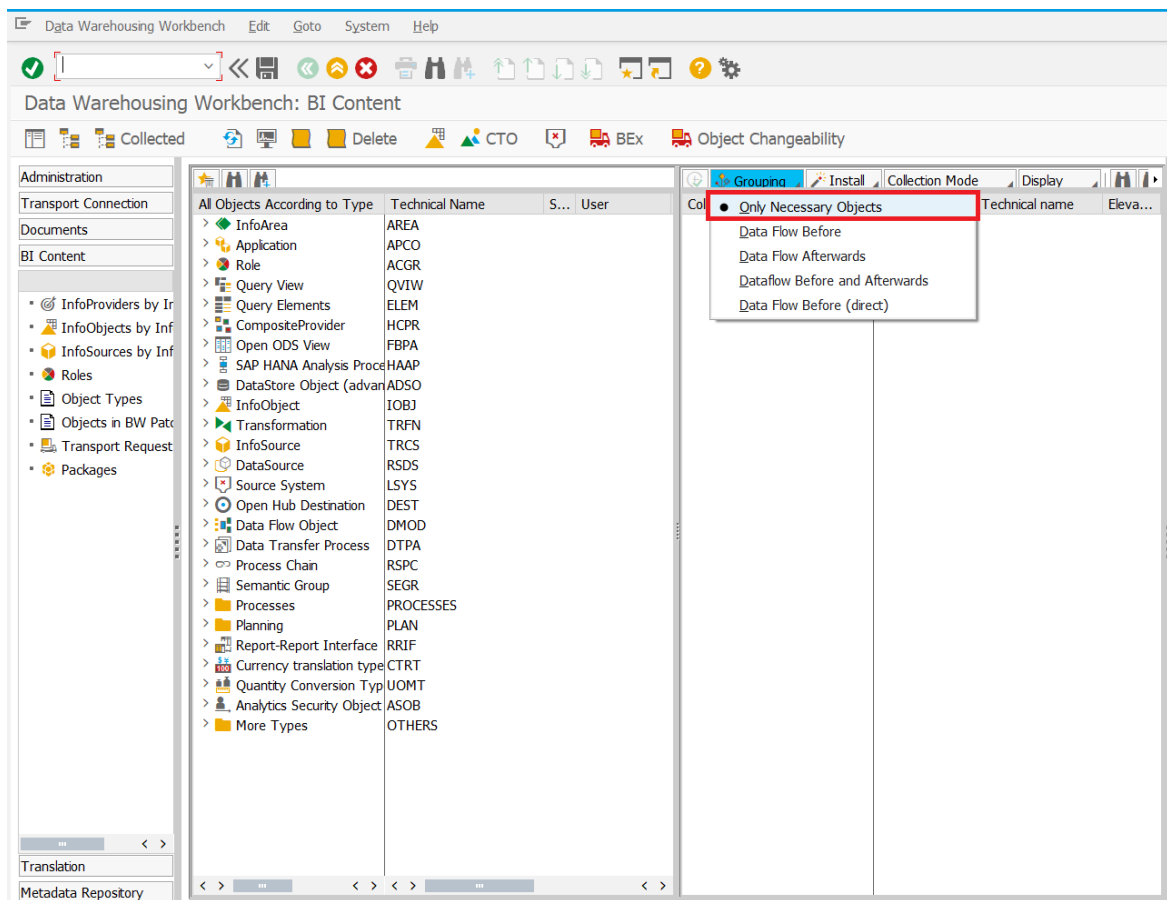 Data Warehousing Workbench Edit Goto System Help
Data Warehousing Workbench: BI Content
Collected Delete CTO BEx Object Changeability
Administration
Transport Connection
Documents
BI Content
InfoProviders by Ir
InfoObjects by Inf
InfoSources by Inf
Roles
Object Types
Objects in BW Patc
Transport Request
Packages
Translation
Metadata Repository
All Objects According to Type Technical Name S... User
InfoArea AREA
Application APCO
Role ACGR
Query View QVIW
Query Elements ELEM
CompositeProvider HCPR
Open ODS View FBPA
SAP HANA Analysis Proce HAAP
DataStore Object (advan ADSO
InfoObject IOBJ
Transformation TRFN
InfoSource TRCS
DataSource RSDS
Source System LSYS
Open Hub Destination DEST
Data Flow Object DMOD
Data Transfer Process DTPA
Process Chain RSPC
Semantic Group SEGR
Processes PROCESSES
Planning PLAN
Report-Report Interface RRIF
Currency translation type CTRT
Quantity Conversion Typ UOMT
Analytics Security Object ASOB
More Types OTHERS
Grouping Install Collection Mode Display
Col Technical name Eleva...
Only Necessary Objects
Data Flow Before
Data Flow Afterwards
Dataflow Before and Afterwards
Data Flow Before (direct)